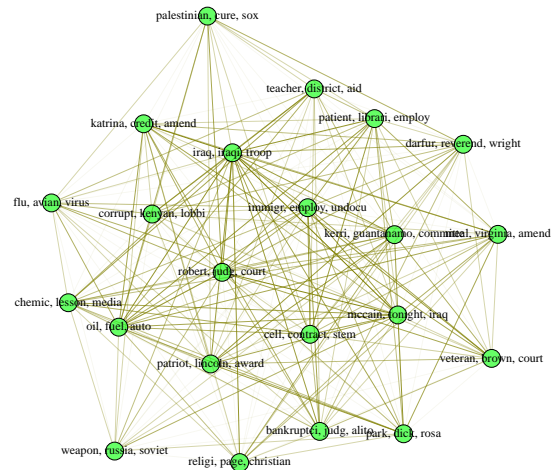 palestinian, cure, sox
teacher, district, aid
katrina, credit, amend
patient, librari, employ
darfur, reverend, wright
iraq, iraqi, troop
flu, avian, virus
corrupt, kenyan, lobbi
immigr, employ, undocu
kerri, guantanamo, committe
virginia, amend
robert, judg, court
chemic, lesson, media
oil, fuel, auto
mccain, tonight, iraq
cell, contract, stem
patriot, lincoln, award
veteran, brown, court
bankruptci, judg, alito
park, dick, rosa
weapon, russia, soviet
religi, page, christian